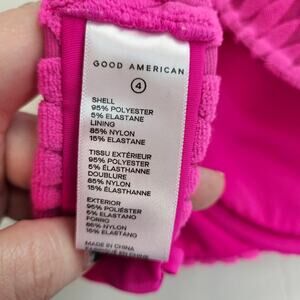 GOOD AMERICAN
4
SHELL
95% POLYESTER
5% ELASTANE
LINING
85% NYLON
15% ELASTANE
TISSU EXTÉRIEUR
95% POLYESTER
5% ÉLASTHANNE
DOUBLURE
85% NYLON
15% ÉLASTHANNE
EXTERIOR
95% POLIÉSTER
5% ELASTANO
FORRO
85% NYLON
15% ELASTANO
MADE IN CHINA